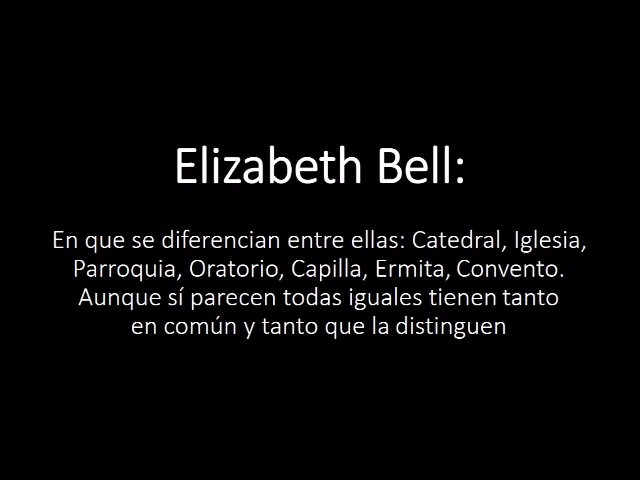 Elizabeth Bell:
En que se diferencian entre ellas: Catedral, Iglesia,
Parroquia, Oratorio, Capilla, Ermita, Convento.
Aunque sí parecen todas iguales tienen tanto
en común y tanto que la distinguen